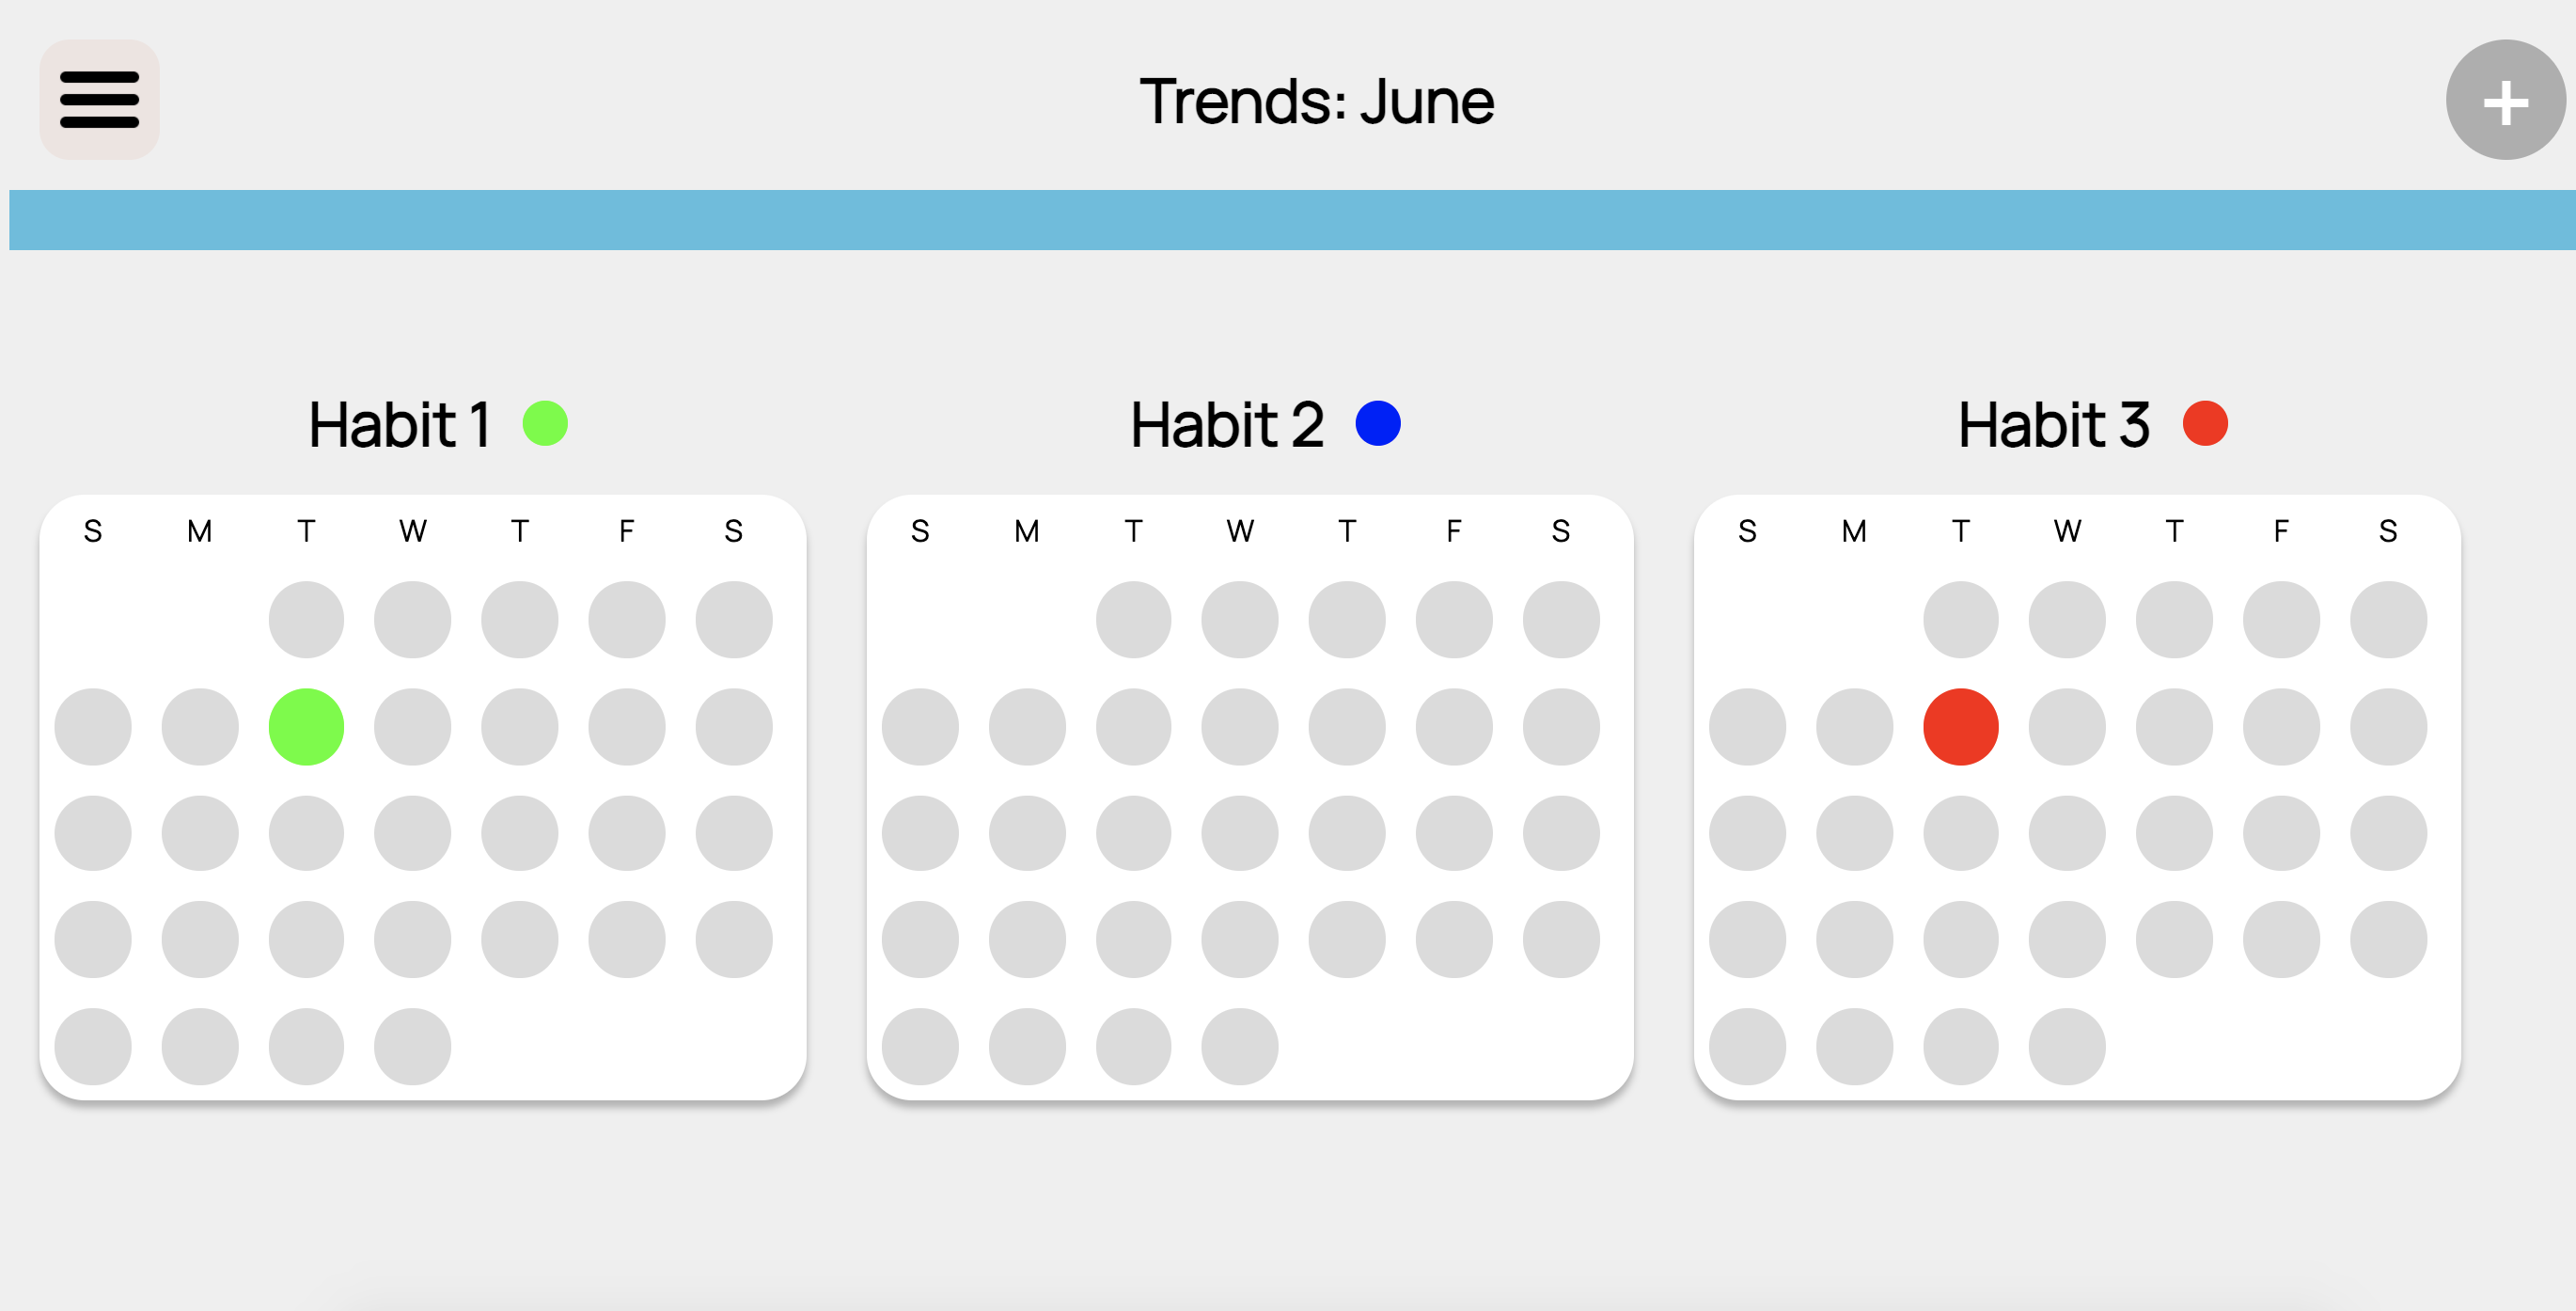 Trends: June
+
Habit 1
Habit 2
Habit 3
S M T W T F S
S M T W T F S
S M T W T F S